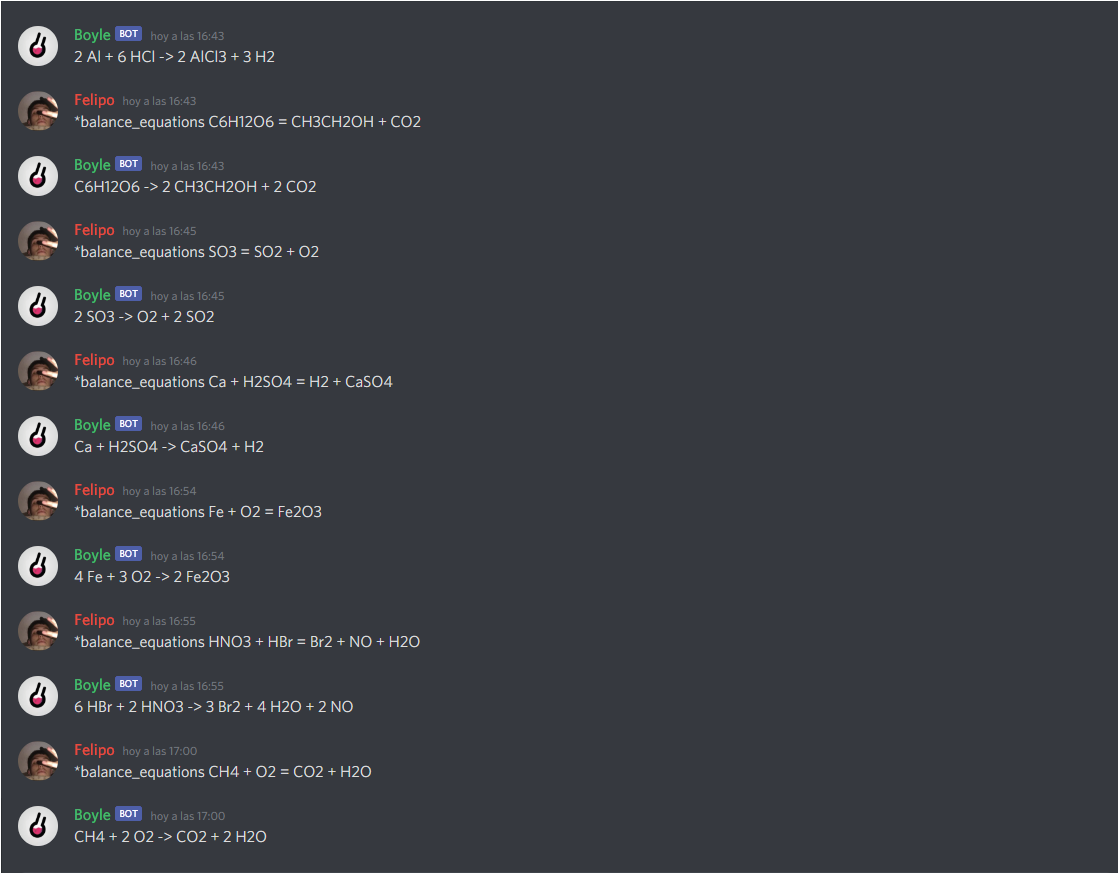 Boyle BOT hoy a las 16:43
2 Al + 6 HCl -> 2 AlCl3 + 3 H2
Felipo hoy a las 16:43
*balance_equations C6H12O6 = CH3CH2OH + CO2
Boyle BOT hoy a las 16:43
C6H12O6 -> 2 CH3CH2OH + 2 CO2
Felipo hoy a las 16:45
*balance_equations SO3 = SO2 + O2
Boyle BOT hoy a las 16:45
2 SO3 -> O2 + 2 SO2
Felipo hoy a las 16:46
*balance_equations Ca + H2SO4 = H2 + CaSO4
Boyle BOT hoy a las 16:46
Ca + H2SO4 -> CaSO4 + H2
Felipo hoy a las 16:54
*balance_equations Fe + O2 = Fe2O3
Boyle BOT hoy a las 16:54
4 Fe + 3 O2 -> 2 Fe2O3
Felipo hoy a las 16:55
*balance_equations HNO3 + HBr = Br2 + NO + H2O
Boyle BOT hoy a las 16:55
6 HBr + 2 HNO3 -> 3 Br2 + 4 H2O + 2 NO
Felipo hoy a las 17:00
*balance_equations CH4 + O2 = CO2 + H2O
Boyle BOT hoy a las 17:00
CH4 + 2 O2 -> CO2 + 2 H2O